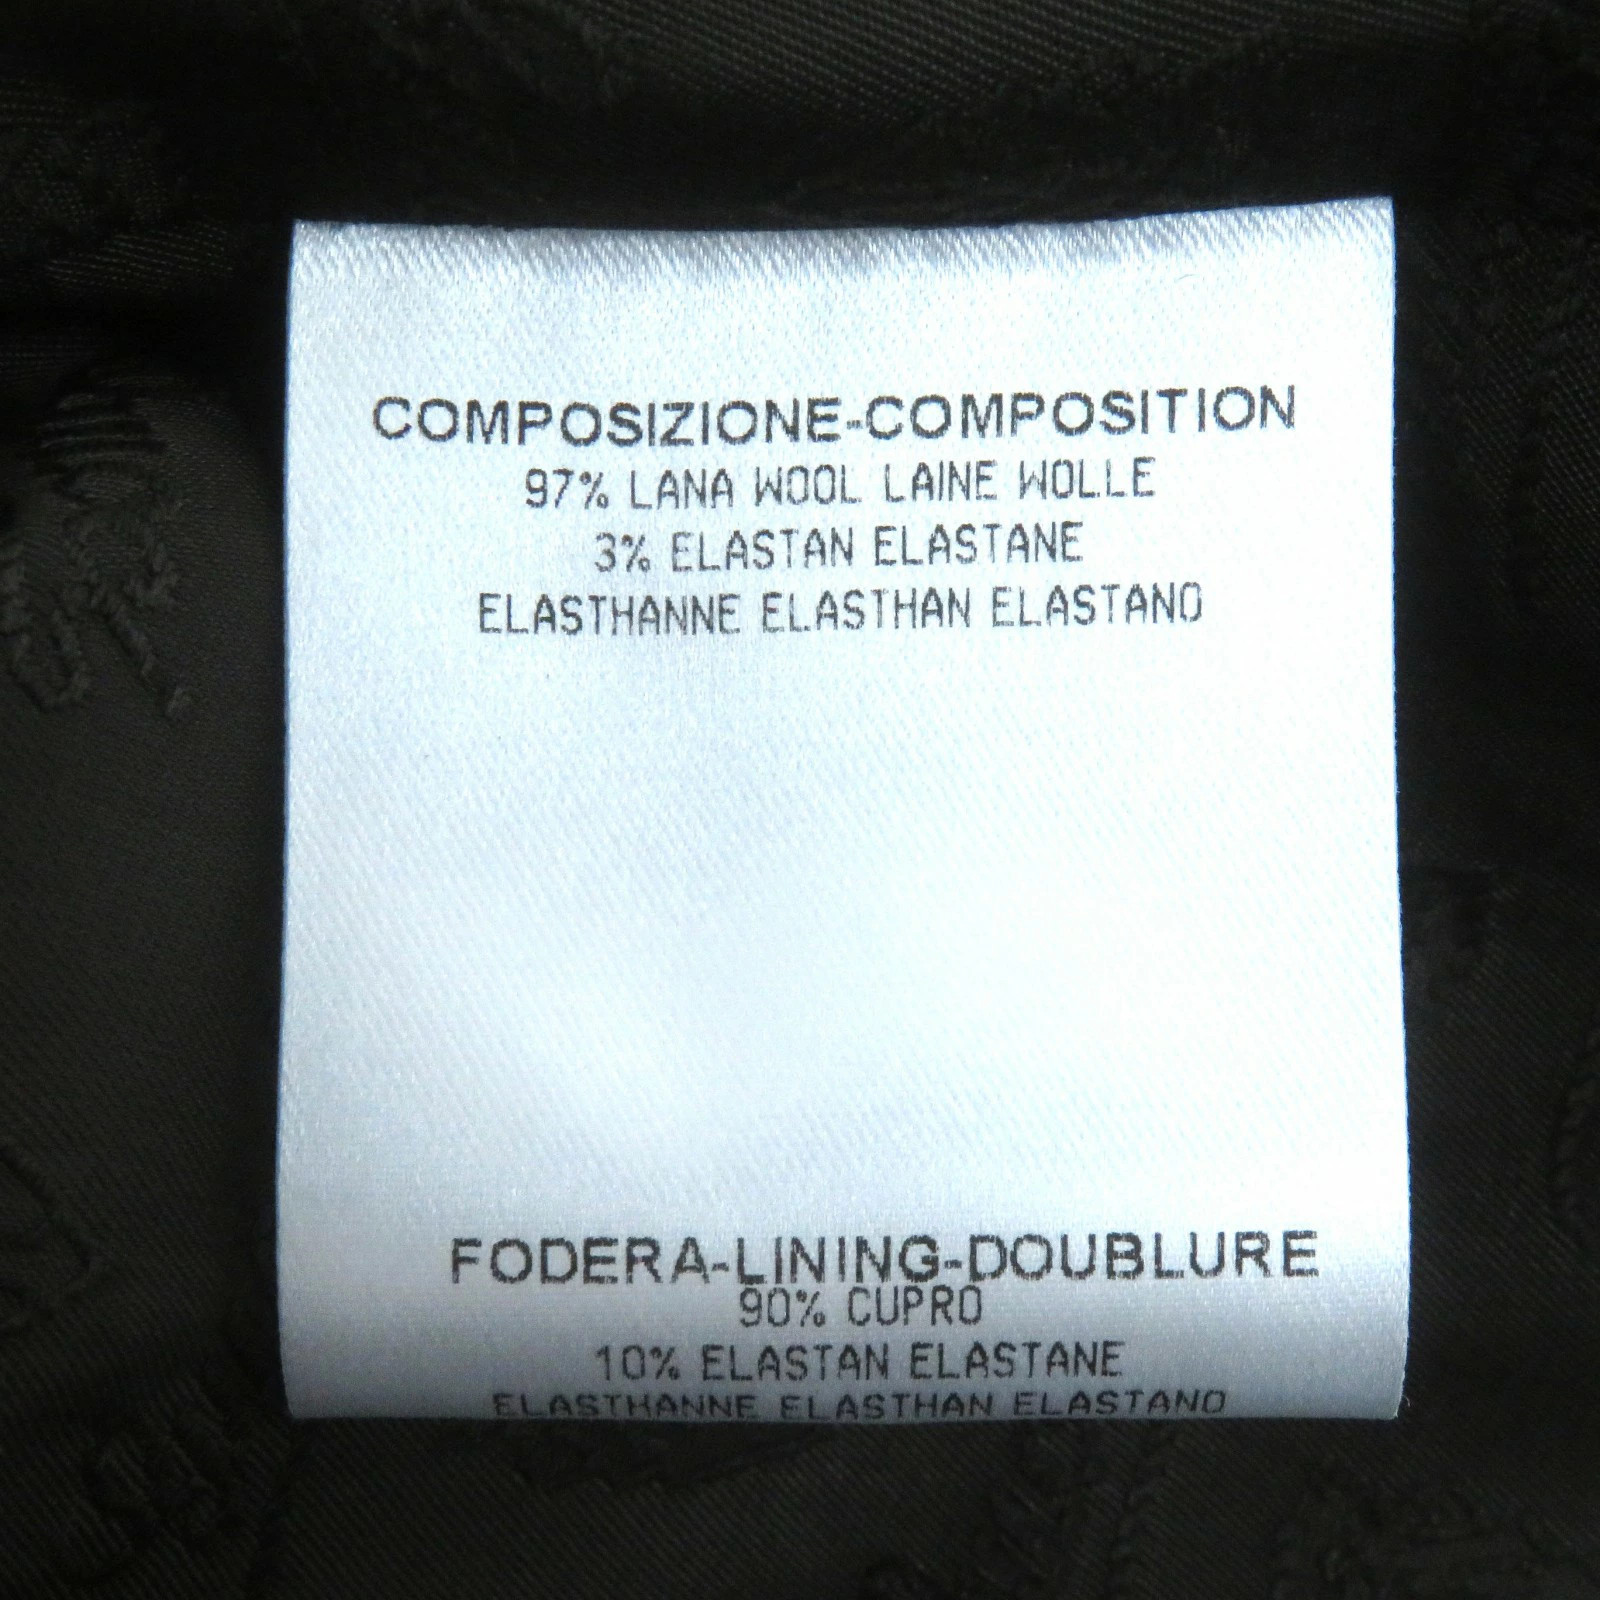 COMPOSIZIONE-COMPOSITION
97% LANA WOOL LAINE WOLLE
3% ELASTAN ELASTANE
ELASTHANNE ELASTHAN ELASTANO
FODERA-LINING-DOUBLURE
90% CUPRO
10% ELASTAN ELASTANE
ELASTHANNE ELASTHAN ELASTANO